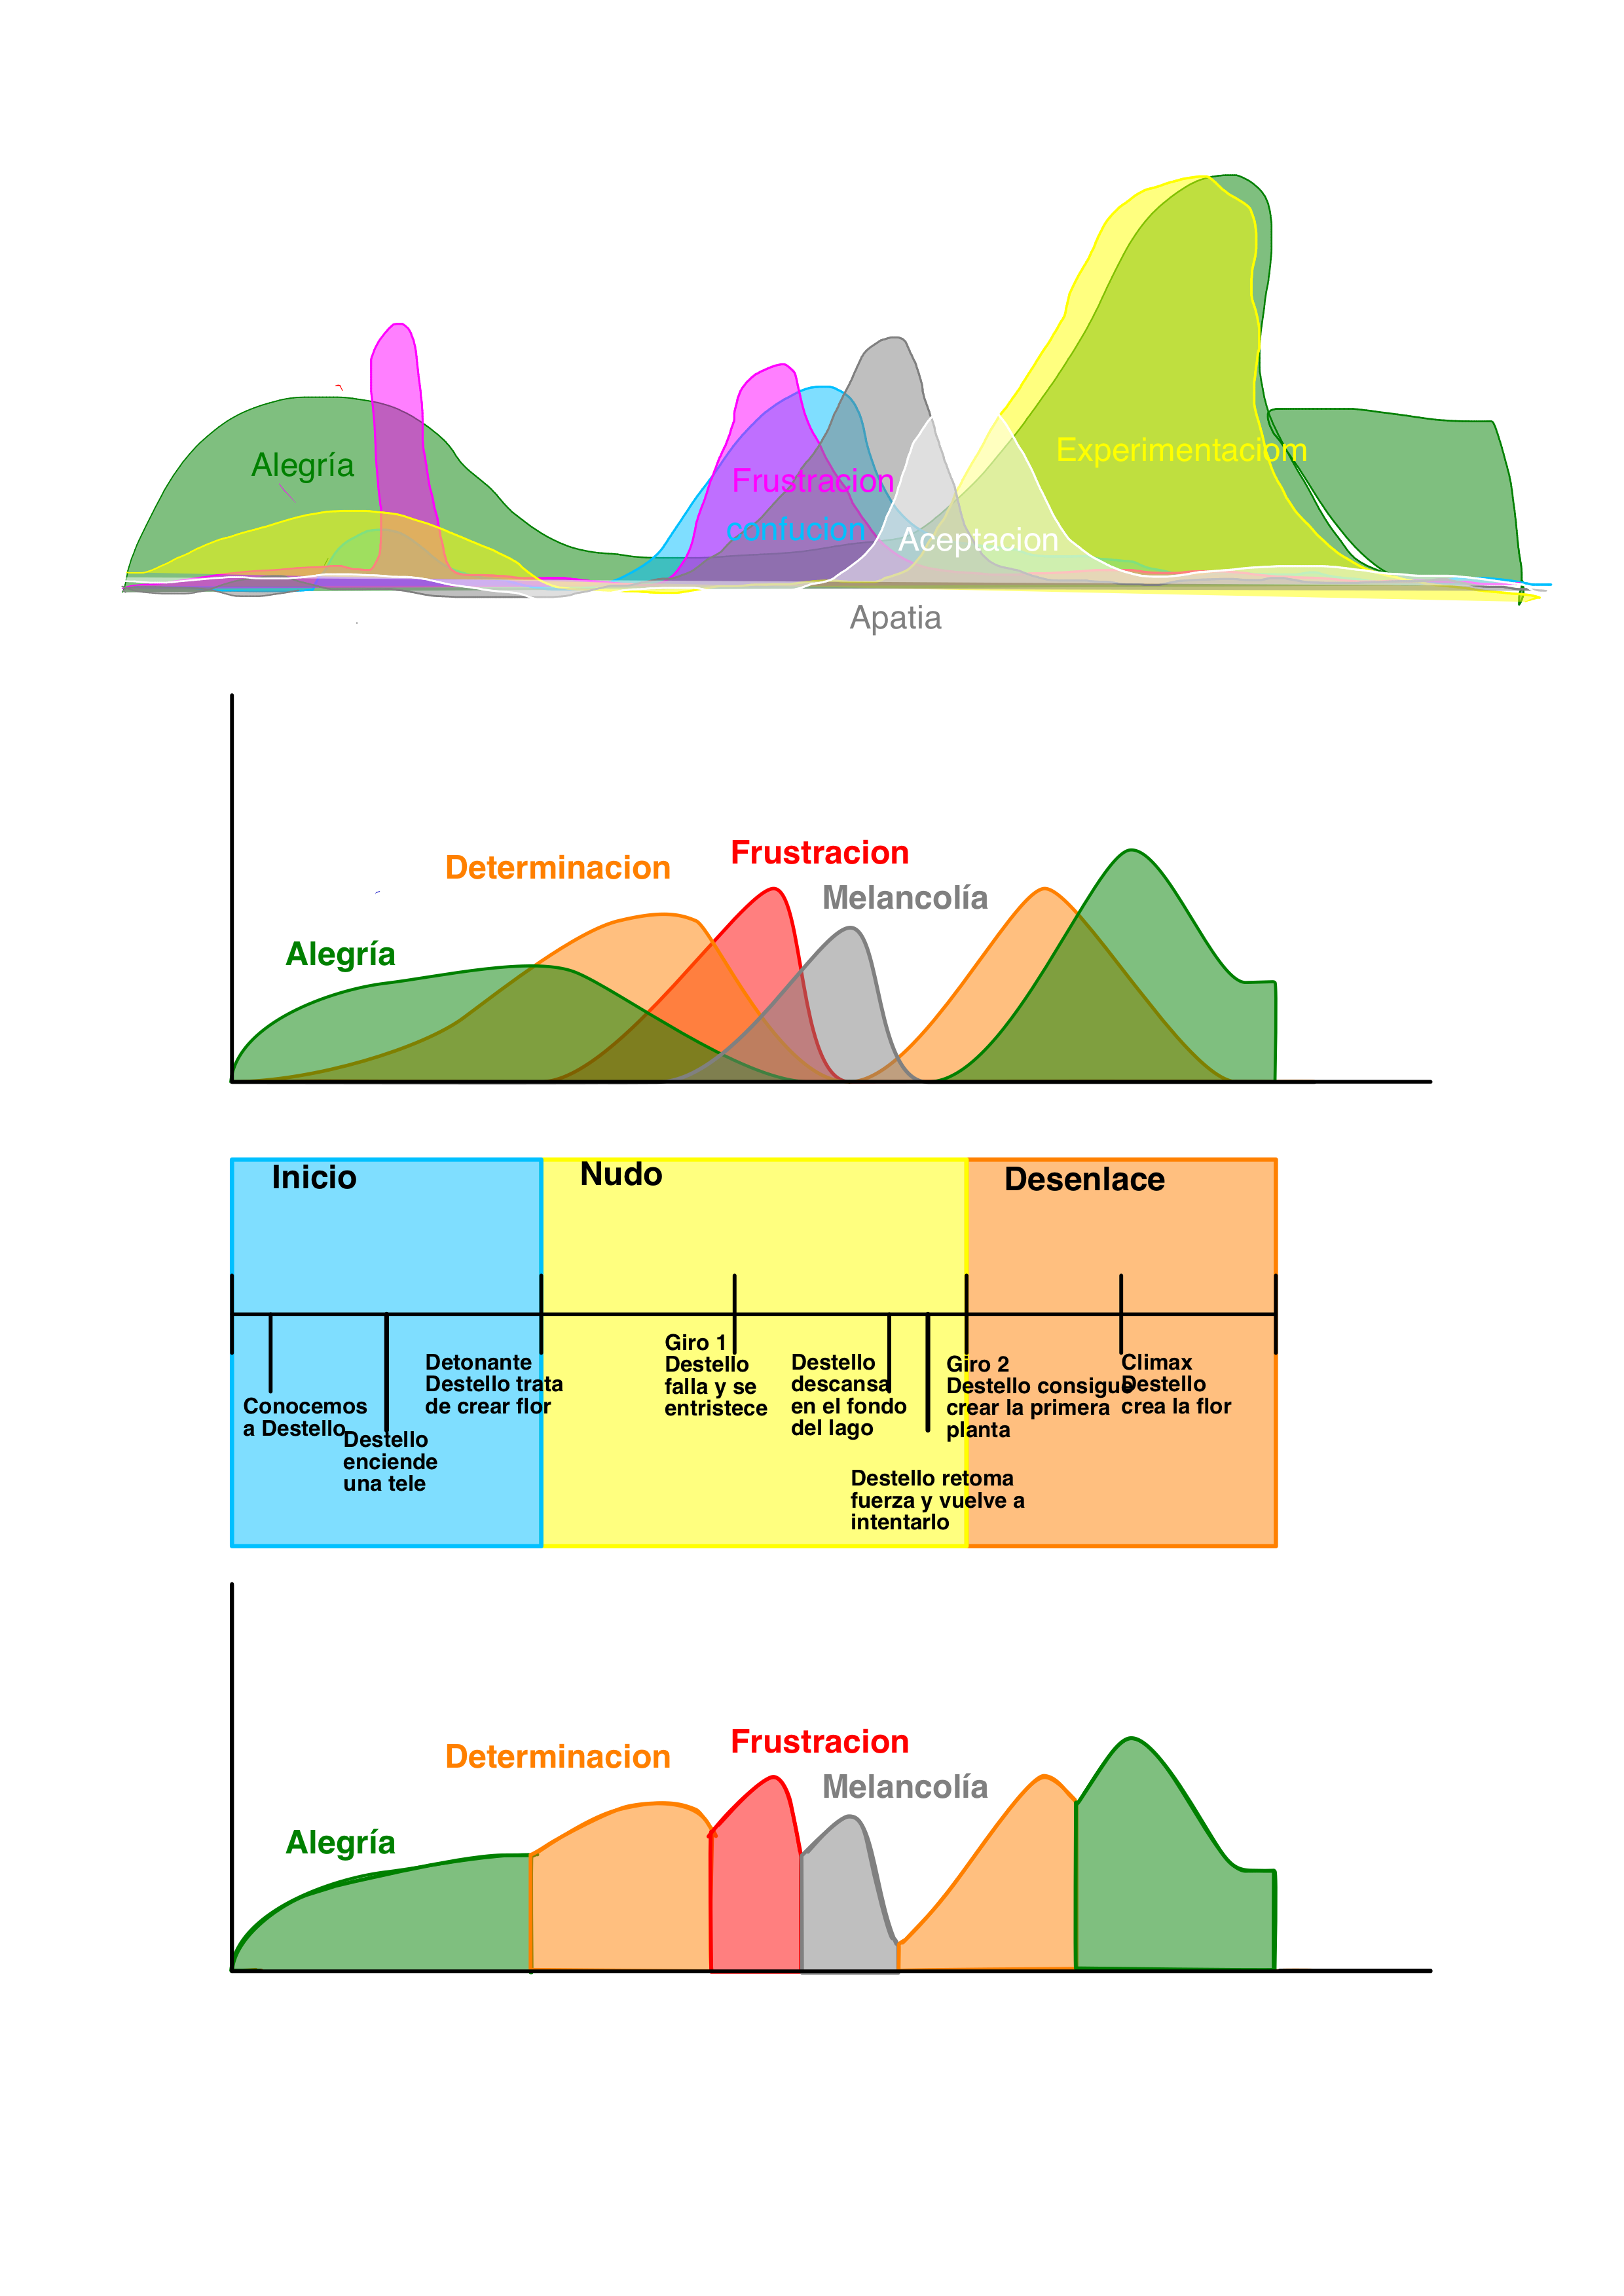 Alegría
Experimentaciom
Frustracion
confucion
Aceptacion
Apatia
Determinacion
Frustracion
Melancolía
Alegría
Inicio
Nudo
Desenlace
Conocemos
a Destello
Destello
enciende
una tele
Detonante
Destello trata
de crear flor
Giro 1
Destello
falla y se
entristece
Destello
descansa
en el fondo
del lago
Destello retoma
fuerza y vuelve a
intentarlo
Giro 2
Destello consigue
crear la primera
planta
Climax
Destello
crea la flor
Determinacion
Frustracion
Melancolía
Alegría